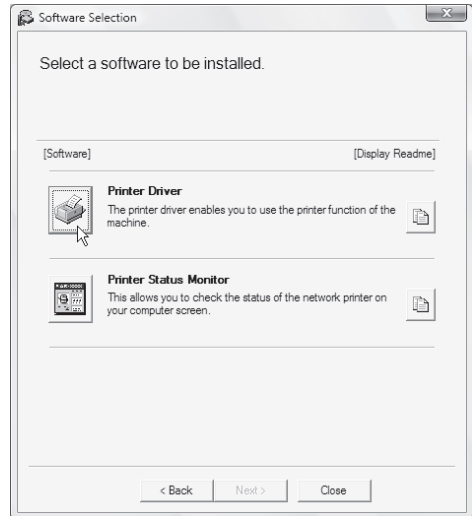 Software Selection
Select a software to be installed.
[Software] [Display Readme]
Printer Driver
The printer driver enables you to use the printer function of the
machine.
Printer Status Monitor
This allows you to check the status of the network printer on
your computer screen.
< Back Next > Close